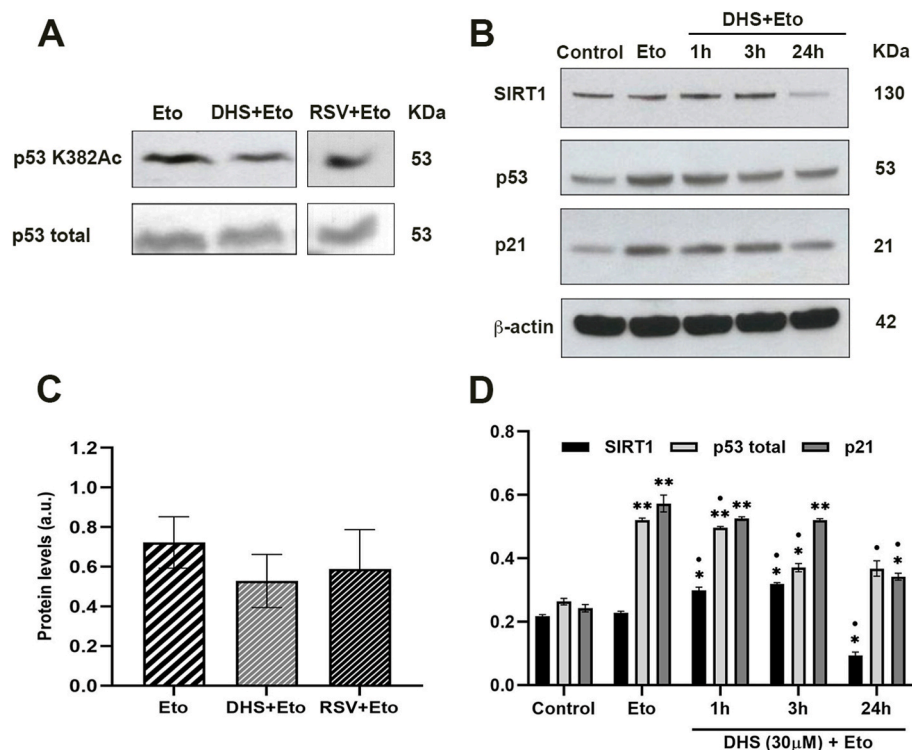 A
Eto DHS+Eto RSV+Eto KDa
p53 K382Ac 53
p53 total 53
B
DHS+Eto
Control Eto 1h 3h 24h KDa
SIRT1 130
p53 53
p21 21
β-actin 42
C
Protein levels (a.u.)
1.2
1.0
0.8
0.6
0.4
0.2
0.0
Eto DHS+Eto RSV+Eto
D
SIRT1 p53 total p21
0.8
0.6
0.4
0.2
0.0
** **
• ** **
• *
• * • * **
• * • • *
Control Eto 1h 3h 24h
DHS (30μM) + Eto